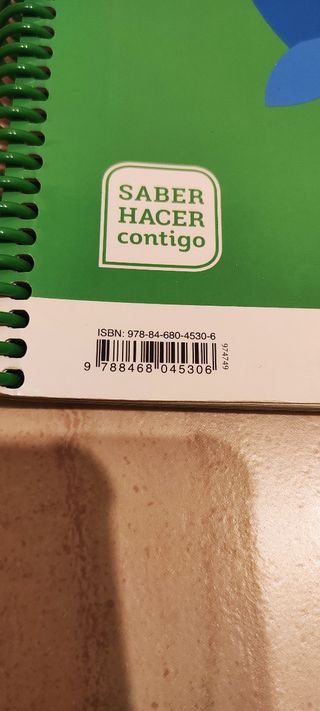 SABER
HACER
contigo
ISBN: 978-84-680-4530-6
974749
9 788468 045306